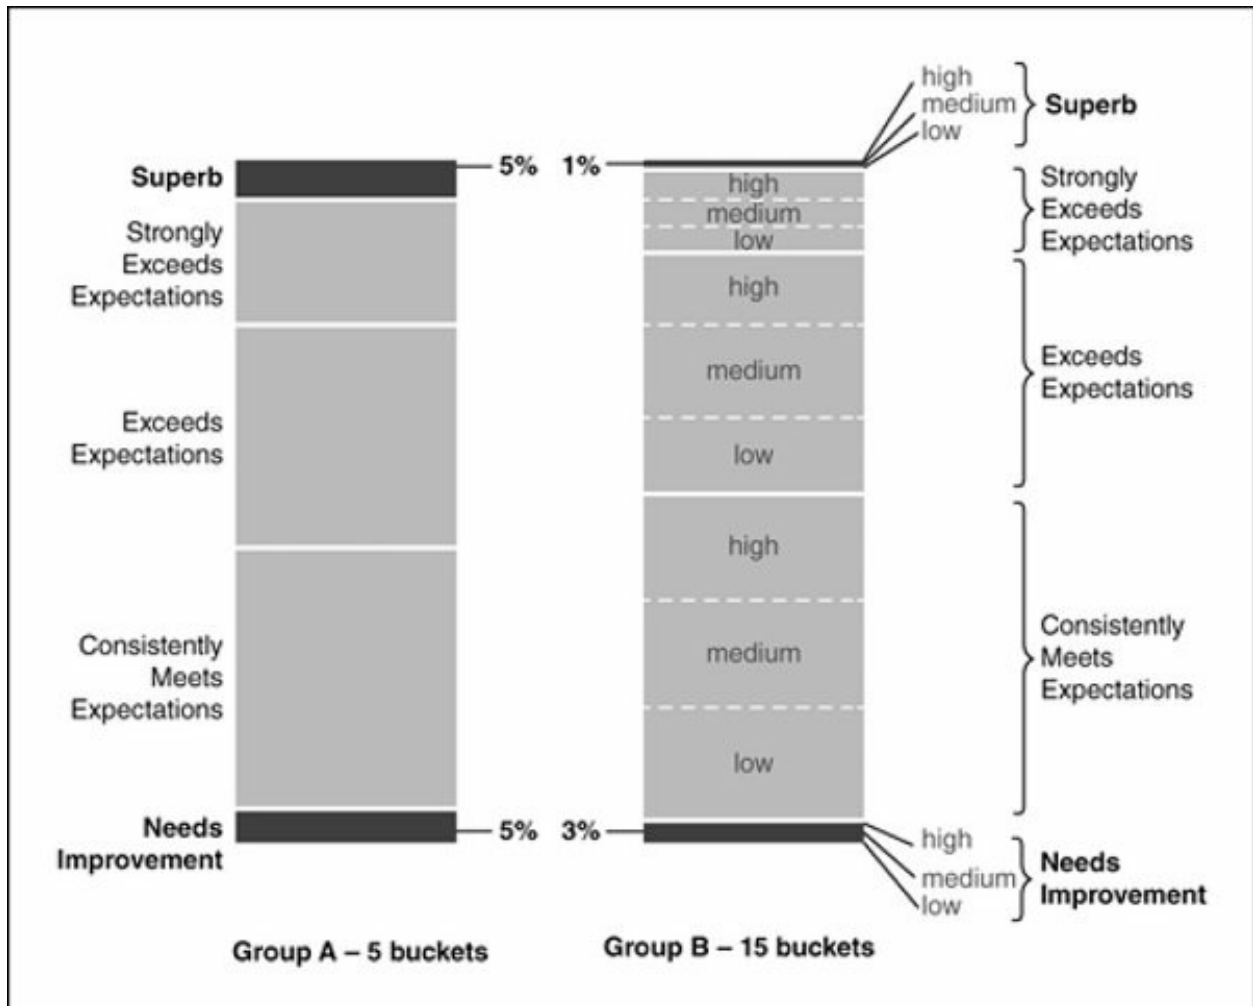 Superb
Strongly
Exceeds
Expectations
Exceeds
Expectations
Consistently
Meets
Expectations
Needs
Improvement
5%
5%
Group A – 5 buckets
1%
3%
high
medium
low
high
medium
low
high
medium
low
Group B – 15 buckets
high
medium
low
Superb
Strongly
Exceeds
Expectations
Exceeds
Expectations
Consistently
Meets
Expectations
high
medium
low
Needs
Improvement